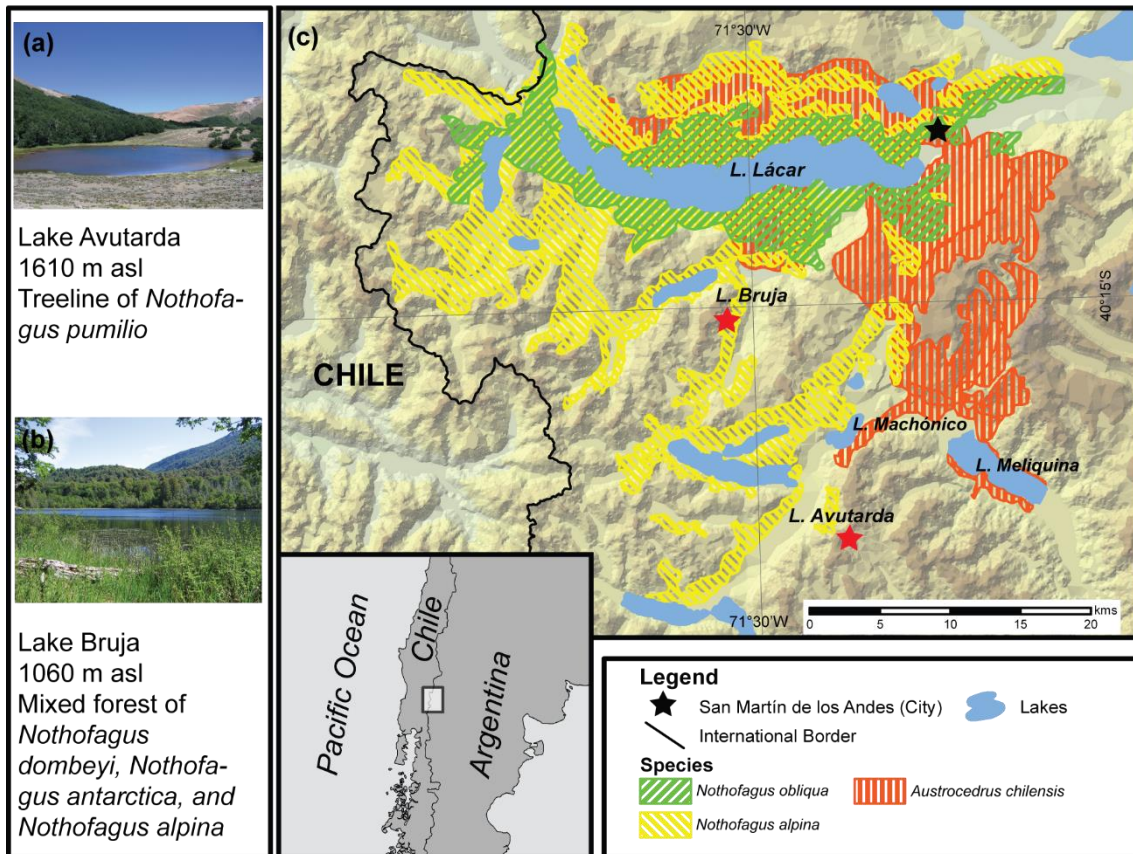 (a)
Lake Avutarda
1610 m asl
Treeline of Nothofa-
gus pumilio
(b)
Lake Bruja
1060 m asl
Mixed forest of
Nothofagus
dombeyi, Nothofa-
gus antarctica, and
Nothofagus alpina
(c)
71°30'W
L. Lácar
L. Bruja
40°15'S
CHILE
L. Machónico
L. Meliquina
L. Avutarda
71°30'W
kms
0 5 10 15 20
Pacific Ocean
Chile
Argentina
Legend
San Martín de los Andes (City)
Lakes
International Border
Species
Nothofagus obliqua
Austrocedrus chilensis
Nothofagus alpina